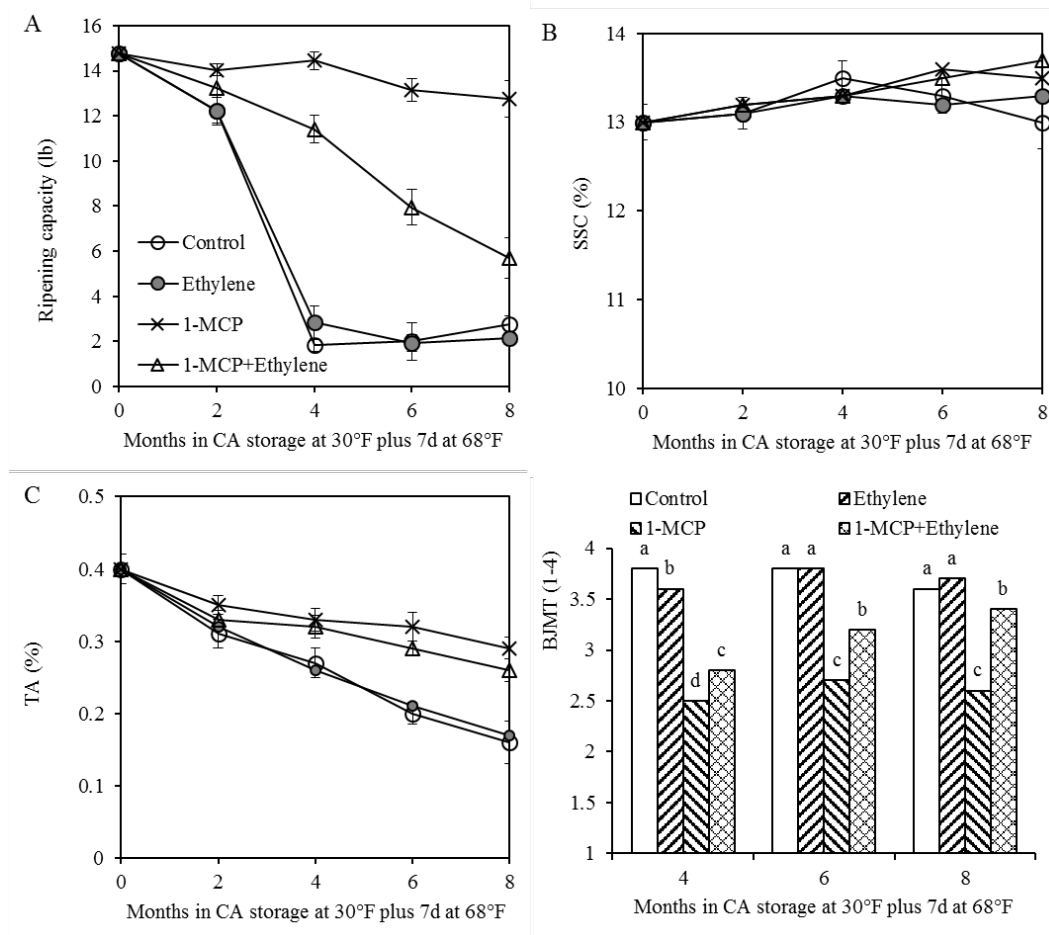 A
Ripening capacity (lb)
16
14
12
10
8
6
4
2
0
Control
Ethylene
1-MCP
1-MCP+Ethylene
0 2 4 6 8
Months in CA storage at 30°F plus 7d at 68°F
B
SSC (%)
14
13
12
11
10
0 2 4 6 8
Months in CA storage at 30°F plus 7d at 68°F
C
TA (%)
0.5
0.4
0.3
0.2
0.1
0
0 2 4 6 8
Months in CA storage at 30°F plus 7d at 68°F
Control Ethylene
1-MCP 1-MCP+Ethylene
BJMT (1-4)
4
3.5
3
2.5
2
1.5
1
a b d c
a a c b
a a c b
4 6 8
Months in CA storage at 30°F plus 7d at 68°F